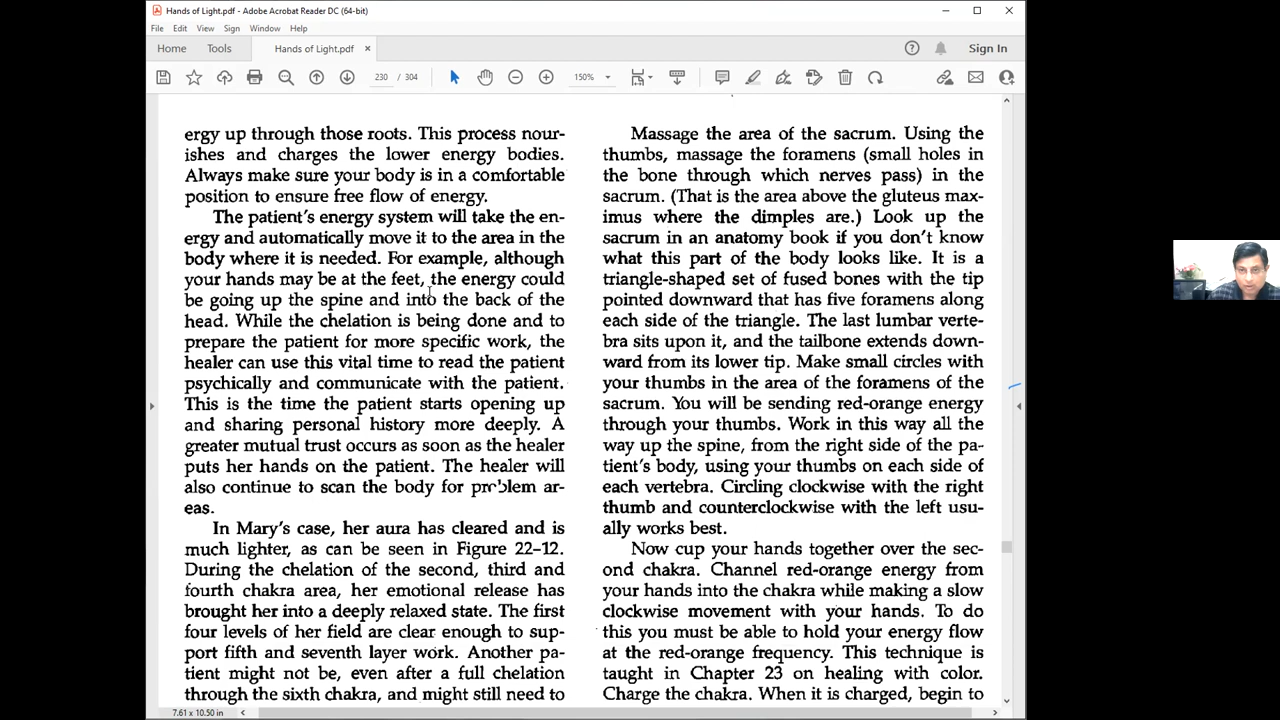 Hands of Light.pdf - Adobe Acrobat Reader DC (64-bit)
File Edit View Sign Window Help
Home Tools Hands of Light.pdf × Sign In
230 / 304 150%
ergy up through those roots. This process nour-
ishes and charges the lower energy bodies.
Always make sure your body is in a comfortable
position to ensure free flow of energy.
The patient's energy system will take the en-
ergy and automatically move it to the area in the
body where it is needed. For example, although
your hands may be at the feet, the energy could
be going up the spine and into the back of the
head. While the chelation is being done and to
prepare the patient for more specific work, the
healer can use this vital time to read the patient
psychically and communicate with the patient.
This is the time the patient starts opening up
and sharing personal history more deeply. A
greater mutual trust occurs as soon as the healer
puts her hands on the patient. The healer will
also continue to scan the body for problem ar-
eas.
In Mary's case, her aura has cleared and is
much lighter, as can be seen in Figure 22–12.
During the chelation of the second, third and
fourth chakra area, her emotional release has
brought her into a deeply relaxed state. The first
four levels of her field are clear enough to sup-
port fifth and seventh layer work. Another pa-
tient might not be, even after a full chelation
through the sixth chakra, and might still need to
Massage the area of the sacrum. Using the
thumbs, massage the foramens (small holes in
the bone through which nerves pass) in the
sacrum. (That is the area above the gluteus max-
imus where the dimples are.) Look up the
sacrum in an anatomy book if you don't know
what this part of the body looks like. It is a
triangle-shaped set of fused bones with the tip
pointed downward that has five foramens along
each side of the triangle. The last lumbar verte-
bra sits upon it, and the tailbone extends down-
ward from its lower tip. Make small circles with
your thumbs in the area of the foramens of the
sacrum. You will be sending red-orange energy
through your thumbs. Work in this way all the
way up the spine, from the right side of the pa-
tient's body, using your thumbs on each side of
each vertebra. Circling clockwise with the right
thumb and counterclockwise with the left usu-
ally works best.
Now cup your hands together over the sec-
ond chakra. Channel red-orange energy from
your hands into the chakra while making a slow
clockwise movement with your hands. To do
this you must be able to hold your energy flow
at the red-orange frequency. This technique is
taught in Chapter 23 on healing with color.
Charge the chakra. When it is charged, begin to
7.61 x 10.50 in